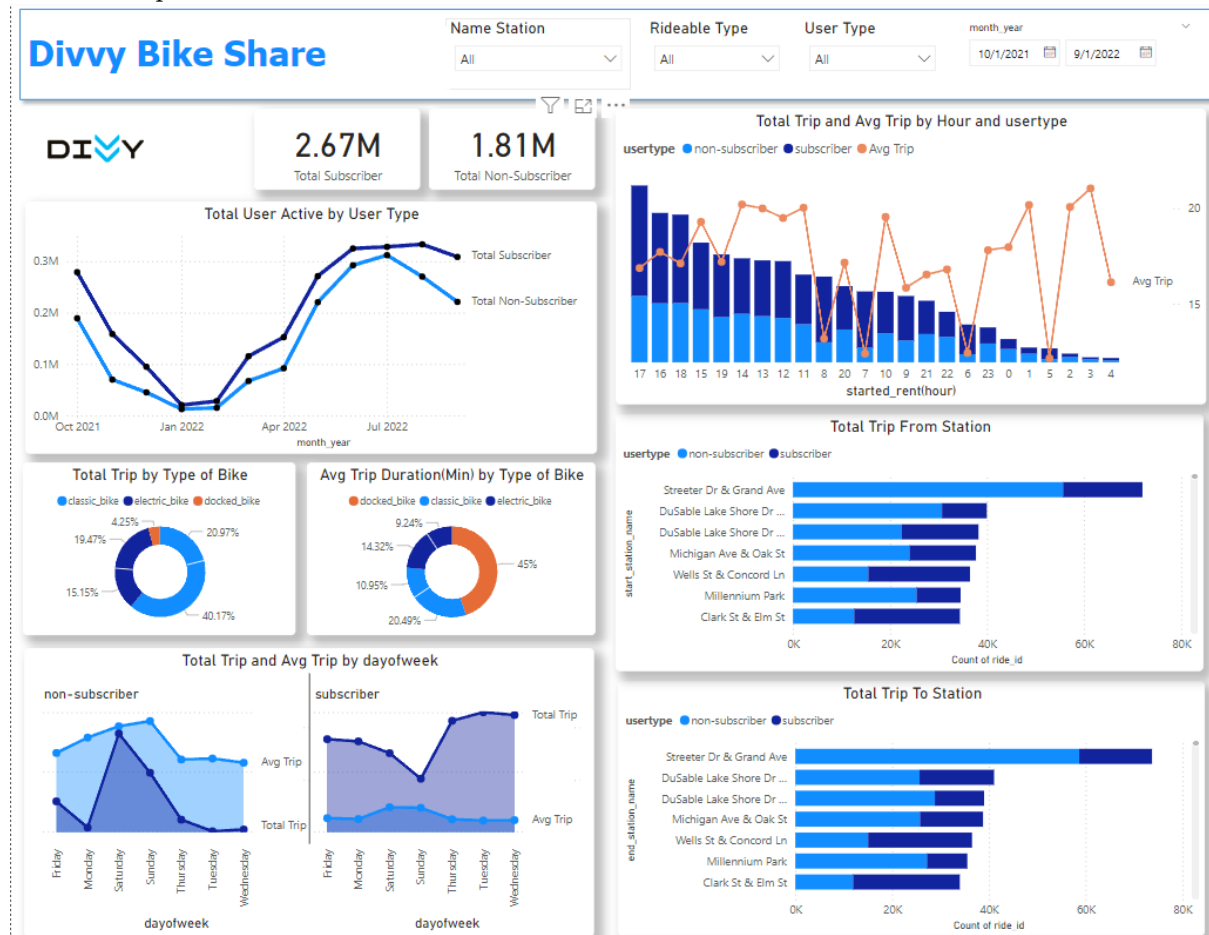 Divvy Bike Share
Name Station
All
Rideable Type
All
User Type
All
month_year
10/1/2021
9/1/2022
DIVVY
2.67M
Total Subscriber
1.81M
Total Non-Subscriber
Total User Active by User Type
0.3M
0.2M
0.1M
0.0M
Total Subscriber
Total Non-Subscriber
Oct 2021 Jan 2022 Apr 2022 Jul 2022
month_year
Total Trip by Type of Bike
classic_bike electric_bike docked_bike
4.25%
20.97%
19.47%
15.15%
40.17%
Avg Trip Duration(Min) by Type of Bike
docked_bike classic_bike electric_bike
9.24%
14.32%
45%
10.95%
20.49%
Total Trip and Avg Trip by dayofweek
non-subscriber
Avg Trip
Total Trip
Friday Monday Saturday Sunday Thursday Tuesday Wednesday
dayofweek
subscriber
Total Trip
Avg Trip
Friday Monday Saturday Sunday Thursday Tuesday Wednesday
dayofweek
Total Trip and Avg Trip by Hour and usertype
usertype non-subscriber subscriber Avg Trip
20
Avg Trip
15
17 16 18 15 19 14 13 12 11 8 20 7 10 9 21 22 6 23 0 1 5 2 3 4
started_rent(hour)
Total Trip From Station
usertype non-subscriber subscriber
start_station_name
Streeter Dr & Grand Ave
DuSable Lake Shore Dr ...
DuSable Lake Shore Dr ...
Michigan Ave & Oak St
Wells St & Concord Ln
Millennium Park
Clark St & Elm St
0K 20K 40K 60K 80K
Count of ride_id
Total Trip To Station
usertype non-subscriber subscriber
end_station_name
Streeter Dr & Grand Ave
DuSable Lake Shore Dr ...
DuSable Lake Shore Dr ...
Michigan Ave & Oak St
Wells St & Concord Ln
Millennium Park
Clark St & Elm St
0K 20K 40K 60K 80K
Count of ride_id